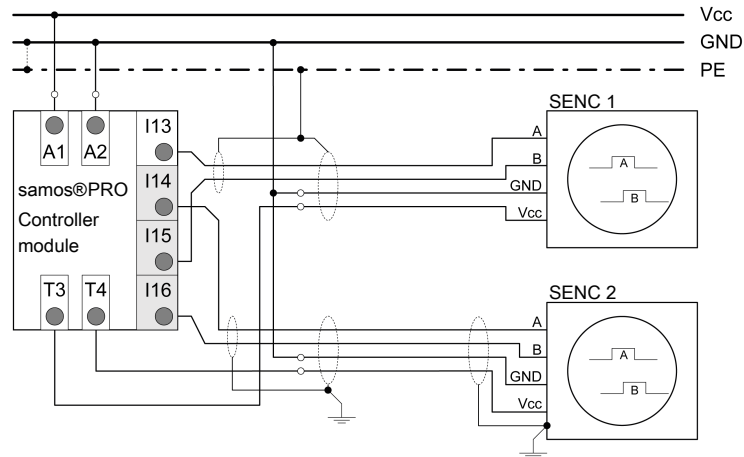 Vcc
GND
PE
A1
A2
I13
I14
I15
I16
samos®PRO
Controller
module
T3
T4
SENC 1
A
B
GND
Vcc
A
B
SENC 2
A
B
GND
Vcc
A
B